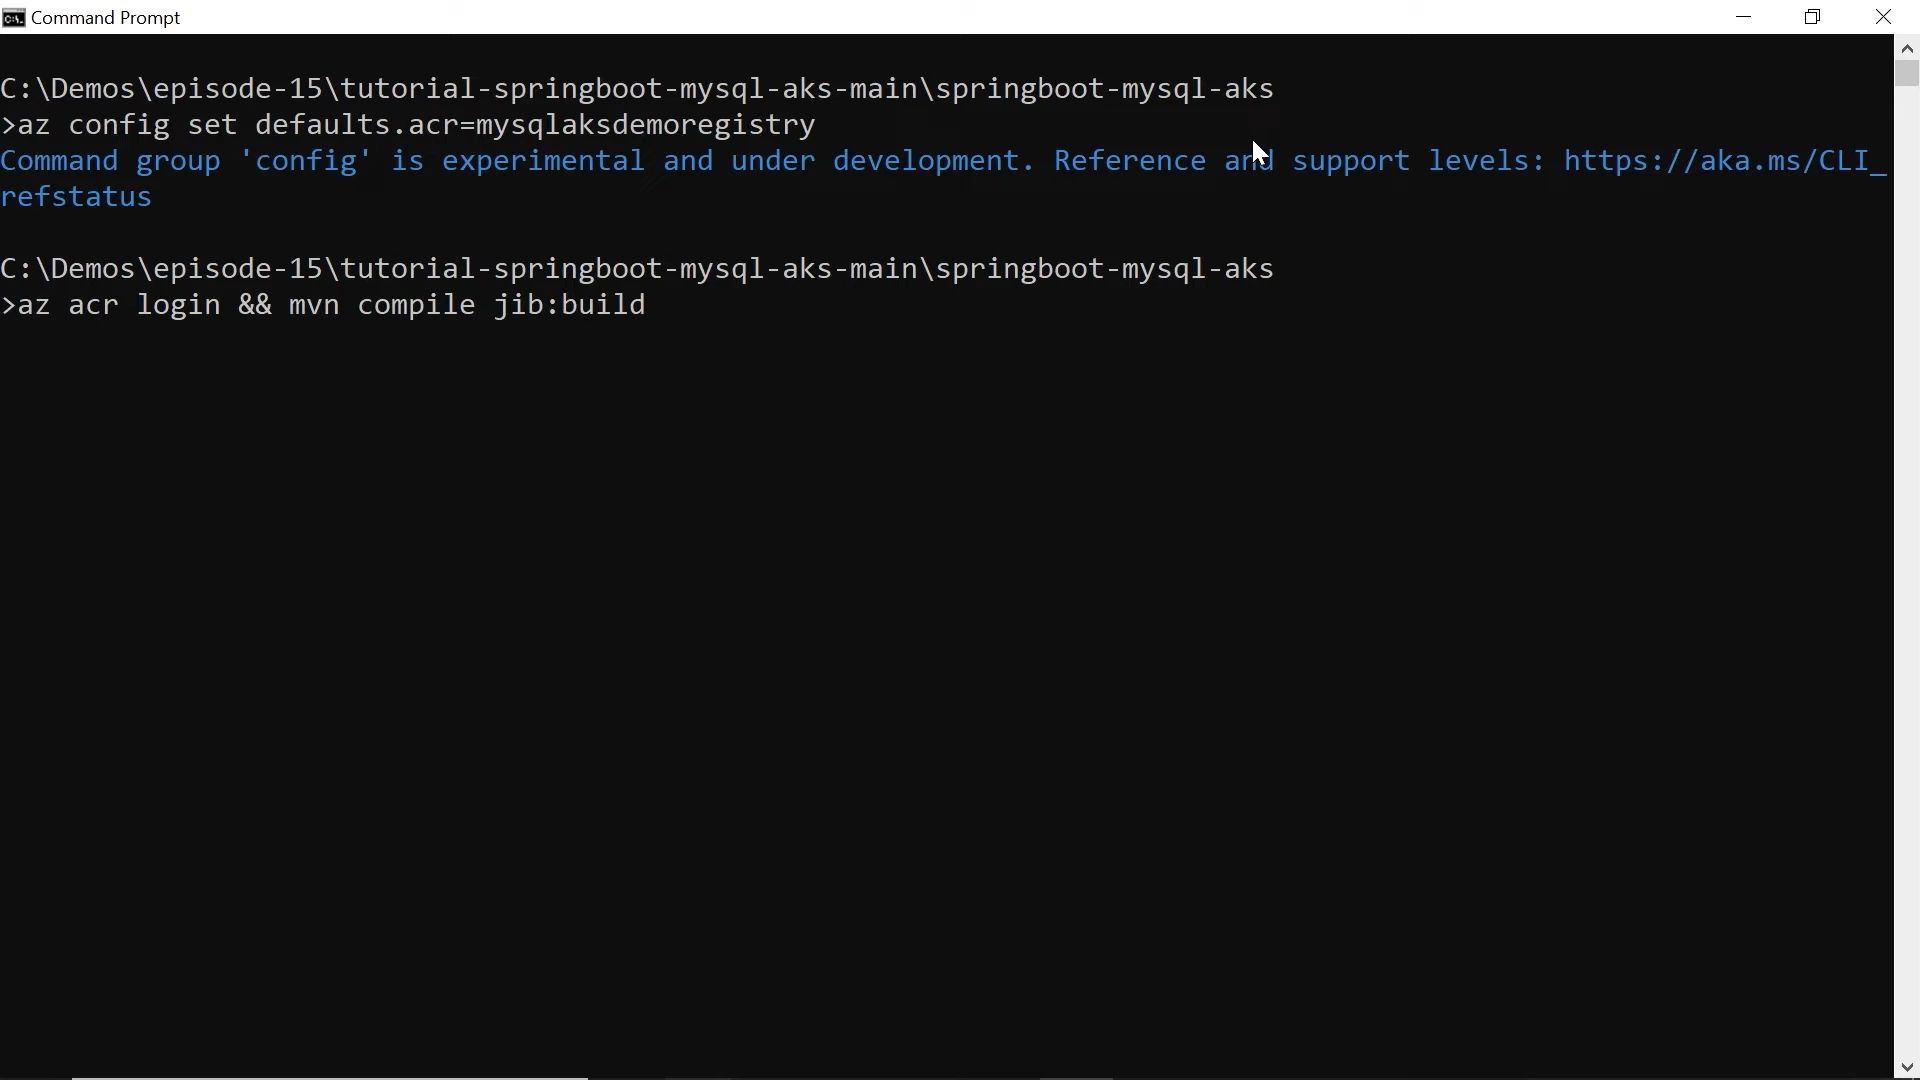 Command Prompt
C:\Demos\episode-15\tutorial-springboot-mysql-aks-main\springboot-mysql-aks
>az config set defaults.acr=mysqlaksdemoregistry
Command group 'config' is experimental and under development. Reference and support levels: https://aka.ms/CLI_
refstatus
C:\Demos\episode-15\tutorial-springboot-mysql-aks-main\springboot-mysql-aks
>az acr login && mvn compile jib:build